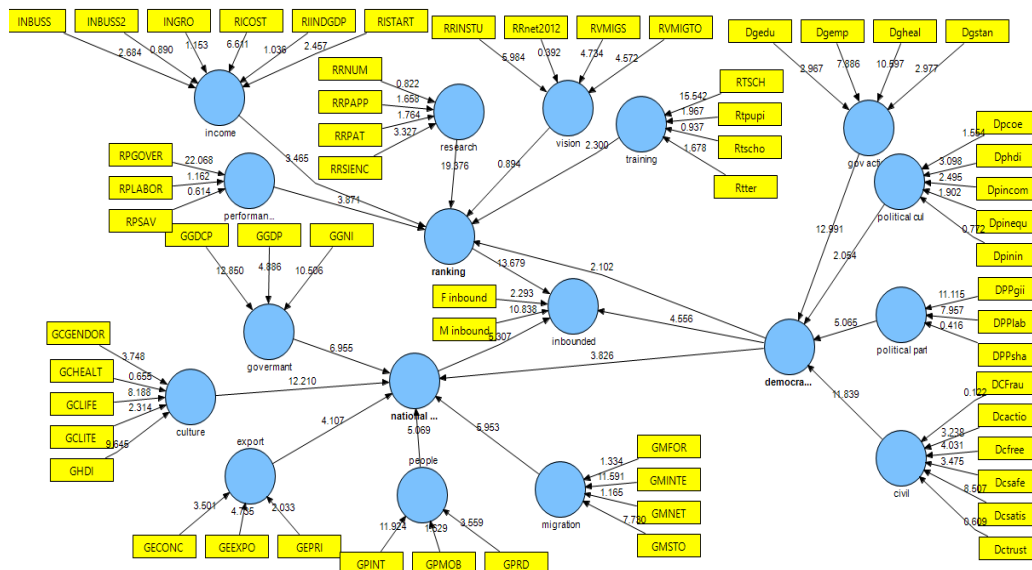 INBUSS
INBUSS2
INGRO
RICOST
RIINDGDP
RISTART
2.684
0.890
1.153
6.611
1.036
2.457
income
RRINSTU
RRnet2012
RVMIGS
RVMIGTO
5.984
0.392
4.734
4.572
vision
Dgedu
Dgemp
Dgheal
Dgstan
2.967
7.886
10.597
2.977
gov acti
RRNUM
RRPAPP
RRPAT
RRSIENC
0.822
1.658
1.764
3.327
research
RTSCH
Rtpupi
Rtscho
Rtter
15.542
1.967
0.937
1.678
training
Dpcoe
Dphdi
Dpincom
Dpinequ
Dpinin
1.554
3.098
2.495
1.902
0.772
political cul
RPGOVER
RPLABOR
RPSAV
22.068
1.162
0.614
performan...
3.465
3.871
19.376
0.894
2.300
ranking
12.991
2.054
2.102
GGDCP
GGDP
GGNI
12.850
4.886
10.506
govermant
F inbound
M inbound
13.679
2.293
10.838
5.307
inbounded
4.556
3.826
5.065
democra...
DPPgii
DPPlab
DPPsha
11.115
7.957
0.416
political part
GCGENDOR
GCHEALT
GCLIFE
GCLITE
GHDI
3.748
0.655
8.188
2.314
9.645
culture
6.955
12.210
4.107
5.069
5.953
national ...
11.839
DCFrau
Dcactio
Dcfree
Dcsafe
Dcsatis
Dctrust
0.122
3.238
4.031
3.475
8.507
0.609
civil
export
3.501
4.735
2.033
GECONC
GEEXPO
GEPRI
people
11.924
1.529
3.559
GPINT
GPMOB
GPRD
GMFOR
GMINTE
GMNET
GMSTO
1.334
11.591
1.165
7.730
migration